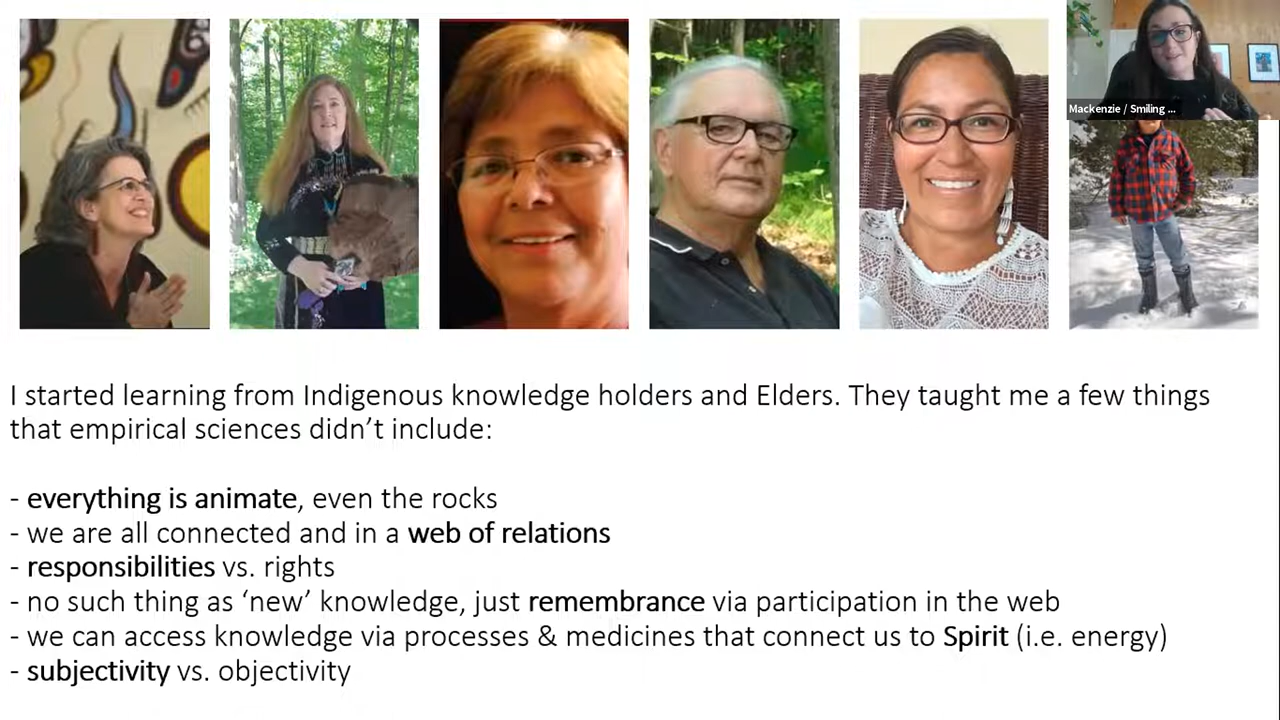 Mackenzie / Smiling ...
I started learning from Indigenous knowledge holders and Elders. They taught me a few things
that empirical sciences didn’t include:
- everything is animate, even the rocks
- we are all connected and in a web of relations
- responsibilities vs. rights
- no such thing as ‘new’ knowledge, just remembrance via participation in the web
- we can access knowledge via processes & medicines that connect us to Spirit (i.e. energy)
- subjectivity vs. objectivity